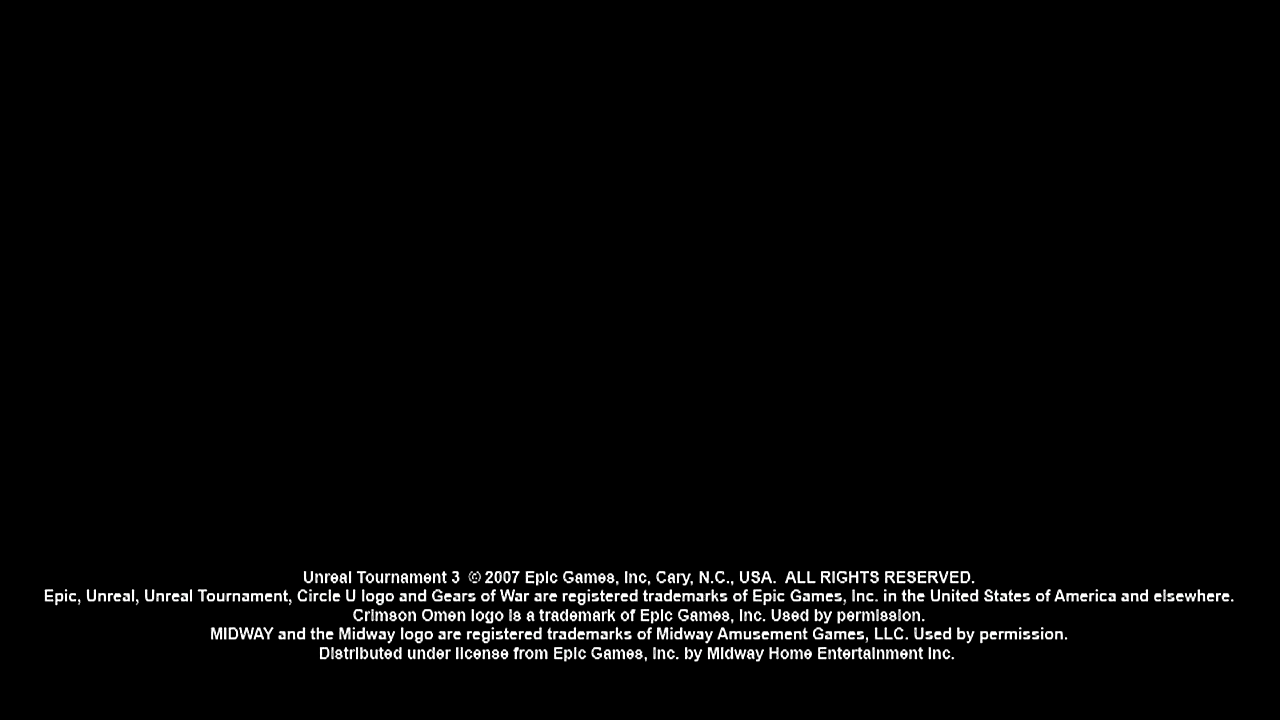 Unreal Tournament 3  © 2007 Epic Games, Inc, Cary, N.C., USA.  ALL RIGHTS RESERVED.
Epic, Unreal, Unreal Tournament, Circle U logo and Gears of War are registered trademarks of Epic Games, Inc. in the United States of America and elsewhere.
Crimson Omen logo is a trademark of Epic Games, Inc. Used by permission.
MIDWAY and the Midway logo are registered trademarks of Midway Amusement Games, LLC. Used by permission.
Distributed under license from Epic Games, Inc. by Midway Home Entertainment Inc.